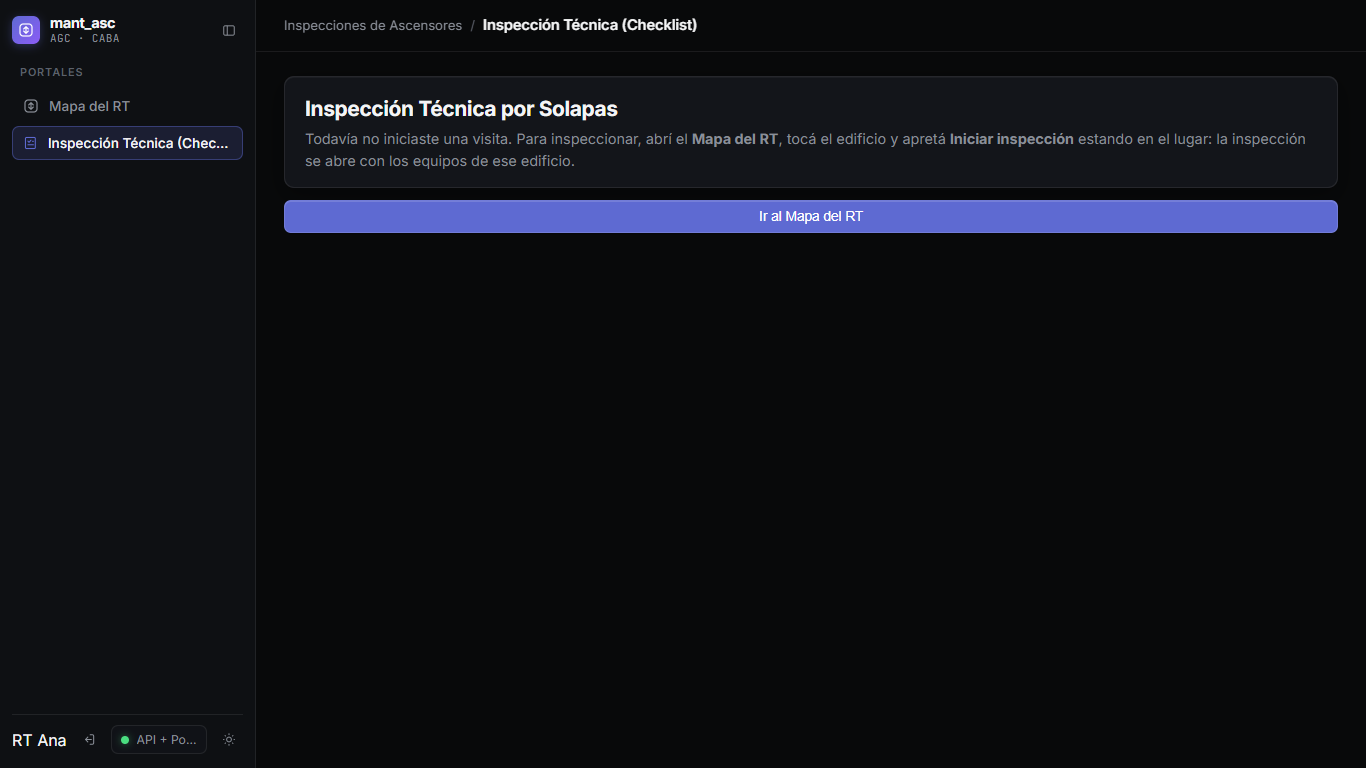 mant_asc
AGC · CABA
PORTALES
Mapa del RT
Inspección Técnica (Chec...
RT Ana
API + Po...
Inspecciones de Ascensores / Inspección Técnica (Checklist)
Inspección Técnica por Solapas
Todavía no iniciaste una visita. Para inspeccionar, abrí el Mapa del RT, tocá el edificio y apretá Iniciar inspección estando en el lugar: la inspección
se abre con los equipos de ese edificio.
Ir al Mapa del RT